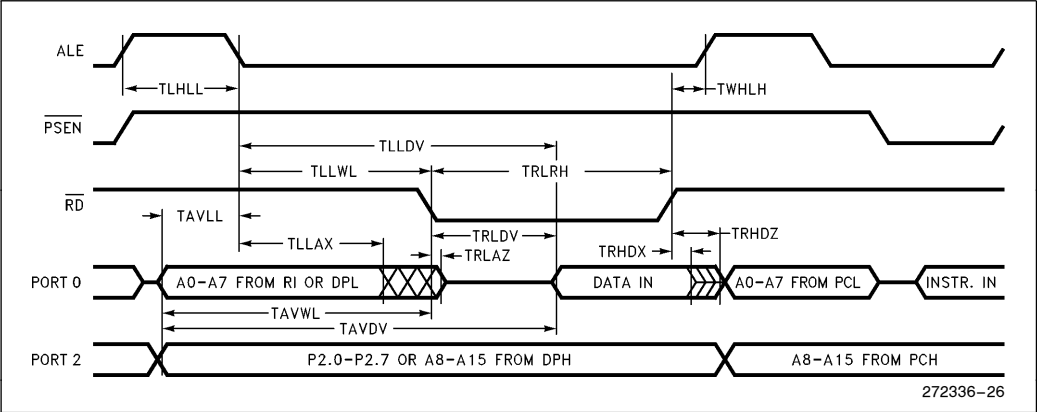 ALE
TLHLL
TWHLH
PSEN
TLLDV
TLLWL
TRLRH
RD
TAVLL
TLLAX
TRLDV
TRLAZ
TRHDX
TRHDZ
PORT 0
A0-A7 FROM RI OR DPL
DATA IN
A0-A7 FROM PCL
INSTR. IN
TAVWL
TAVDV
PORT 2
P2.0-P2.7 OR A8-A15 FROM DPH
A8-A15 FROM PCH
272336-26